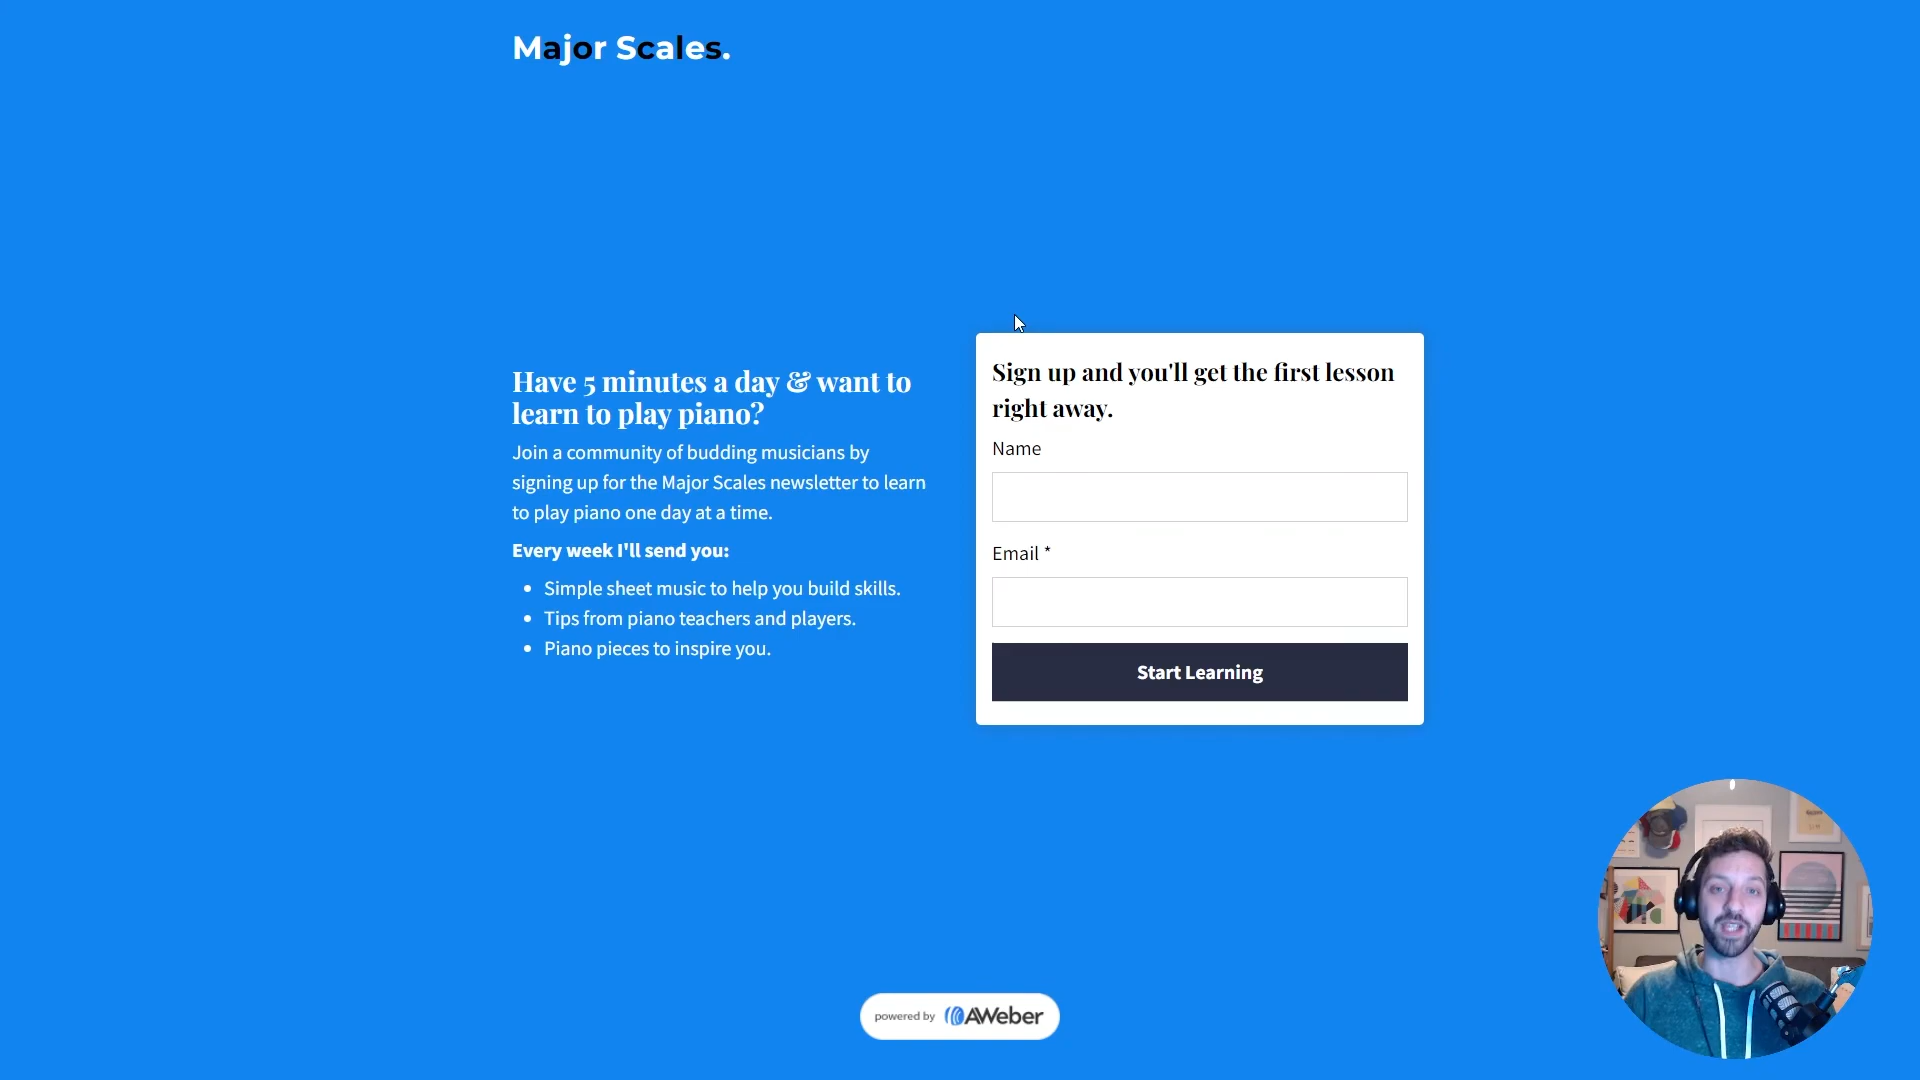 Major Scales.
Have 5 minutes a day & want to
learn to play piano?
Join a community of budding musicians by
signing up for the Major Scales newsletter to learn
to play piano one day at a time.
Every week I'll send you:
• Simple sheet music to help you build skills.
• Tips from piano teachers and players.
• Piano pieces to inspire you.
Sign up and you'll get the first lesson
right away.
Name
Email *
Start Learning
powered by AWeber